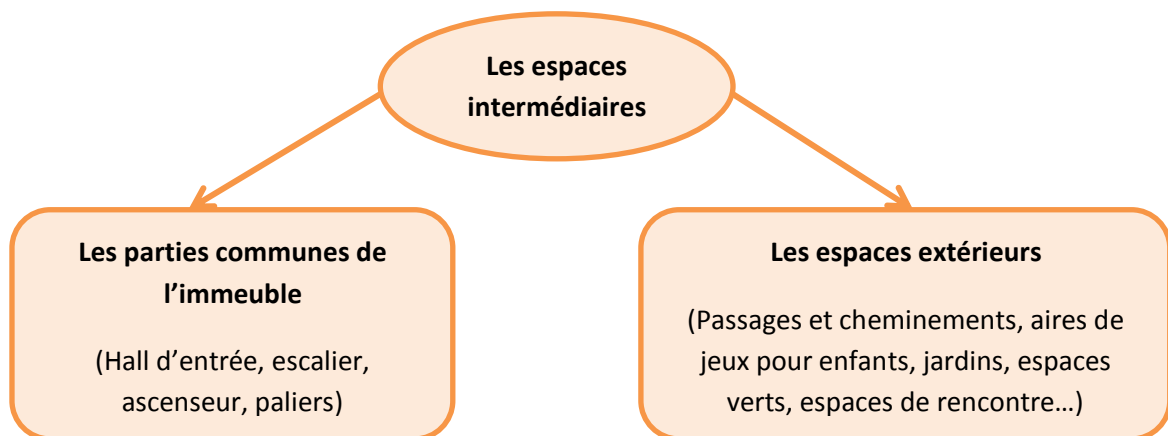 Les espaces
intermédiaires
Les parties communes de
l’immeuble
(Hall d’entrée, escalier,
ascenseur, paliers)
Les espaces extérieurs
(Passages et cheminements, aires de
jeux pour enfants, jardins, espaces
verts, espaces de rencontre…)